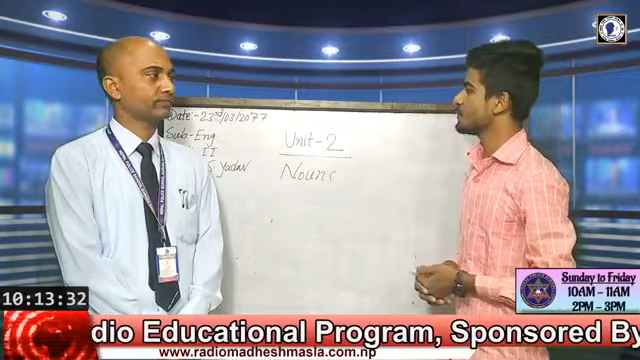 Date:-23rd/03/2077
Sub-Eng.
II
S Yadav
Unit-2
Nouns
Sunday to Friday
10AM - 11AM
2PM - 3PM
10:13:32
dio Educational Program, Sponsored By
www.radiomadheshmasla.com.np